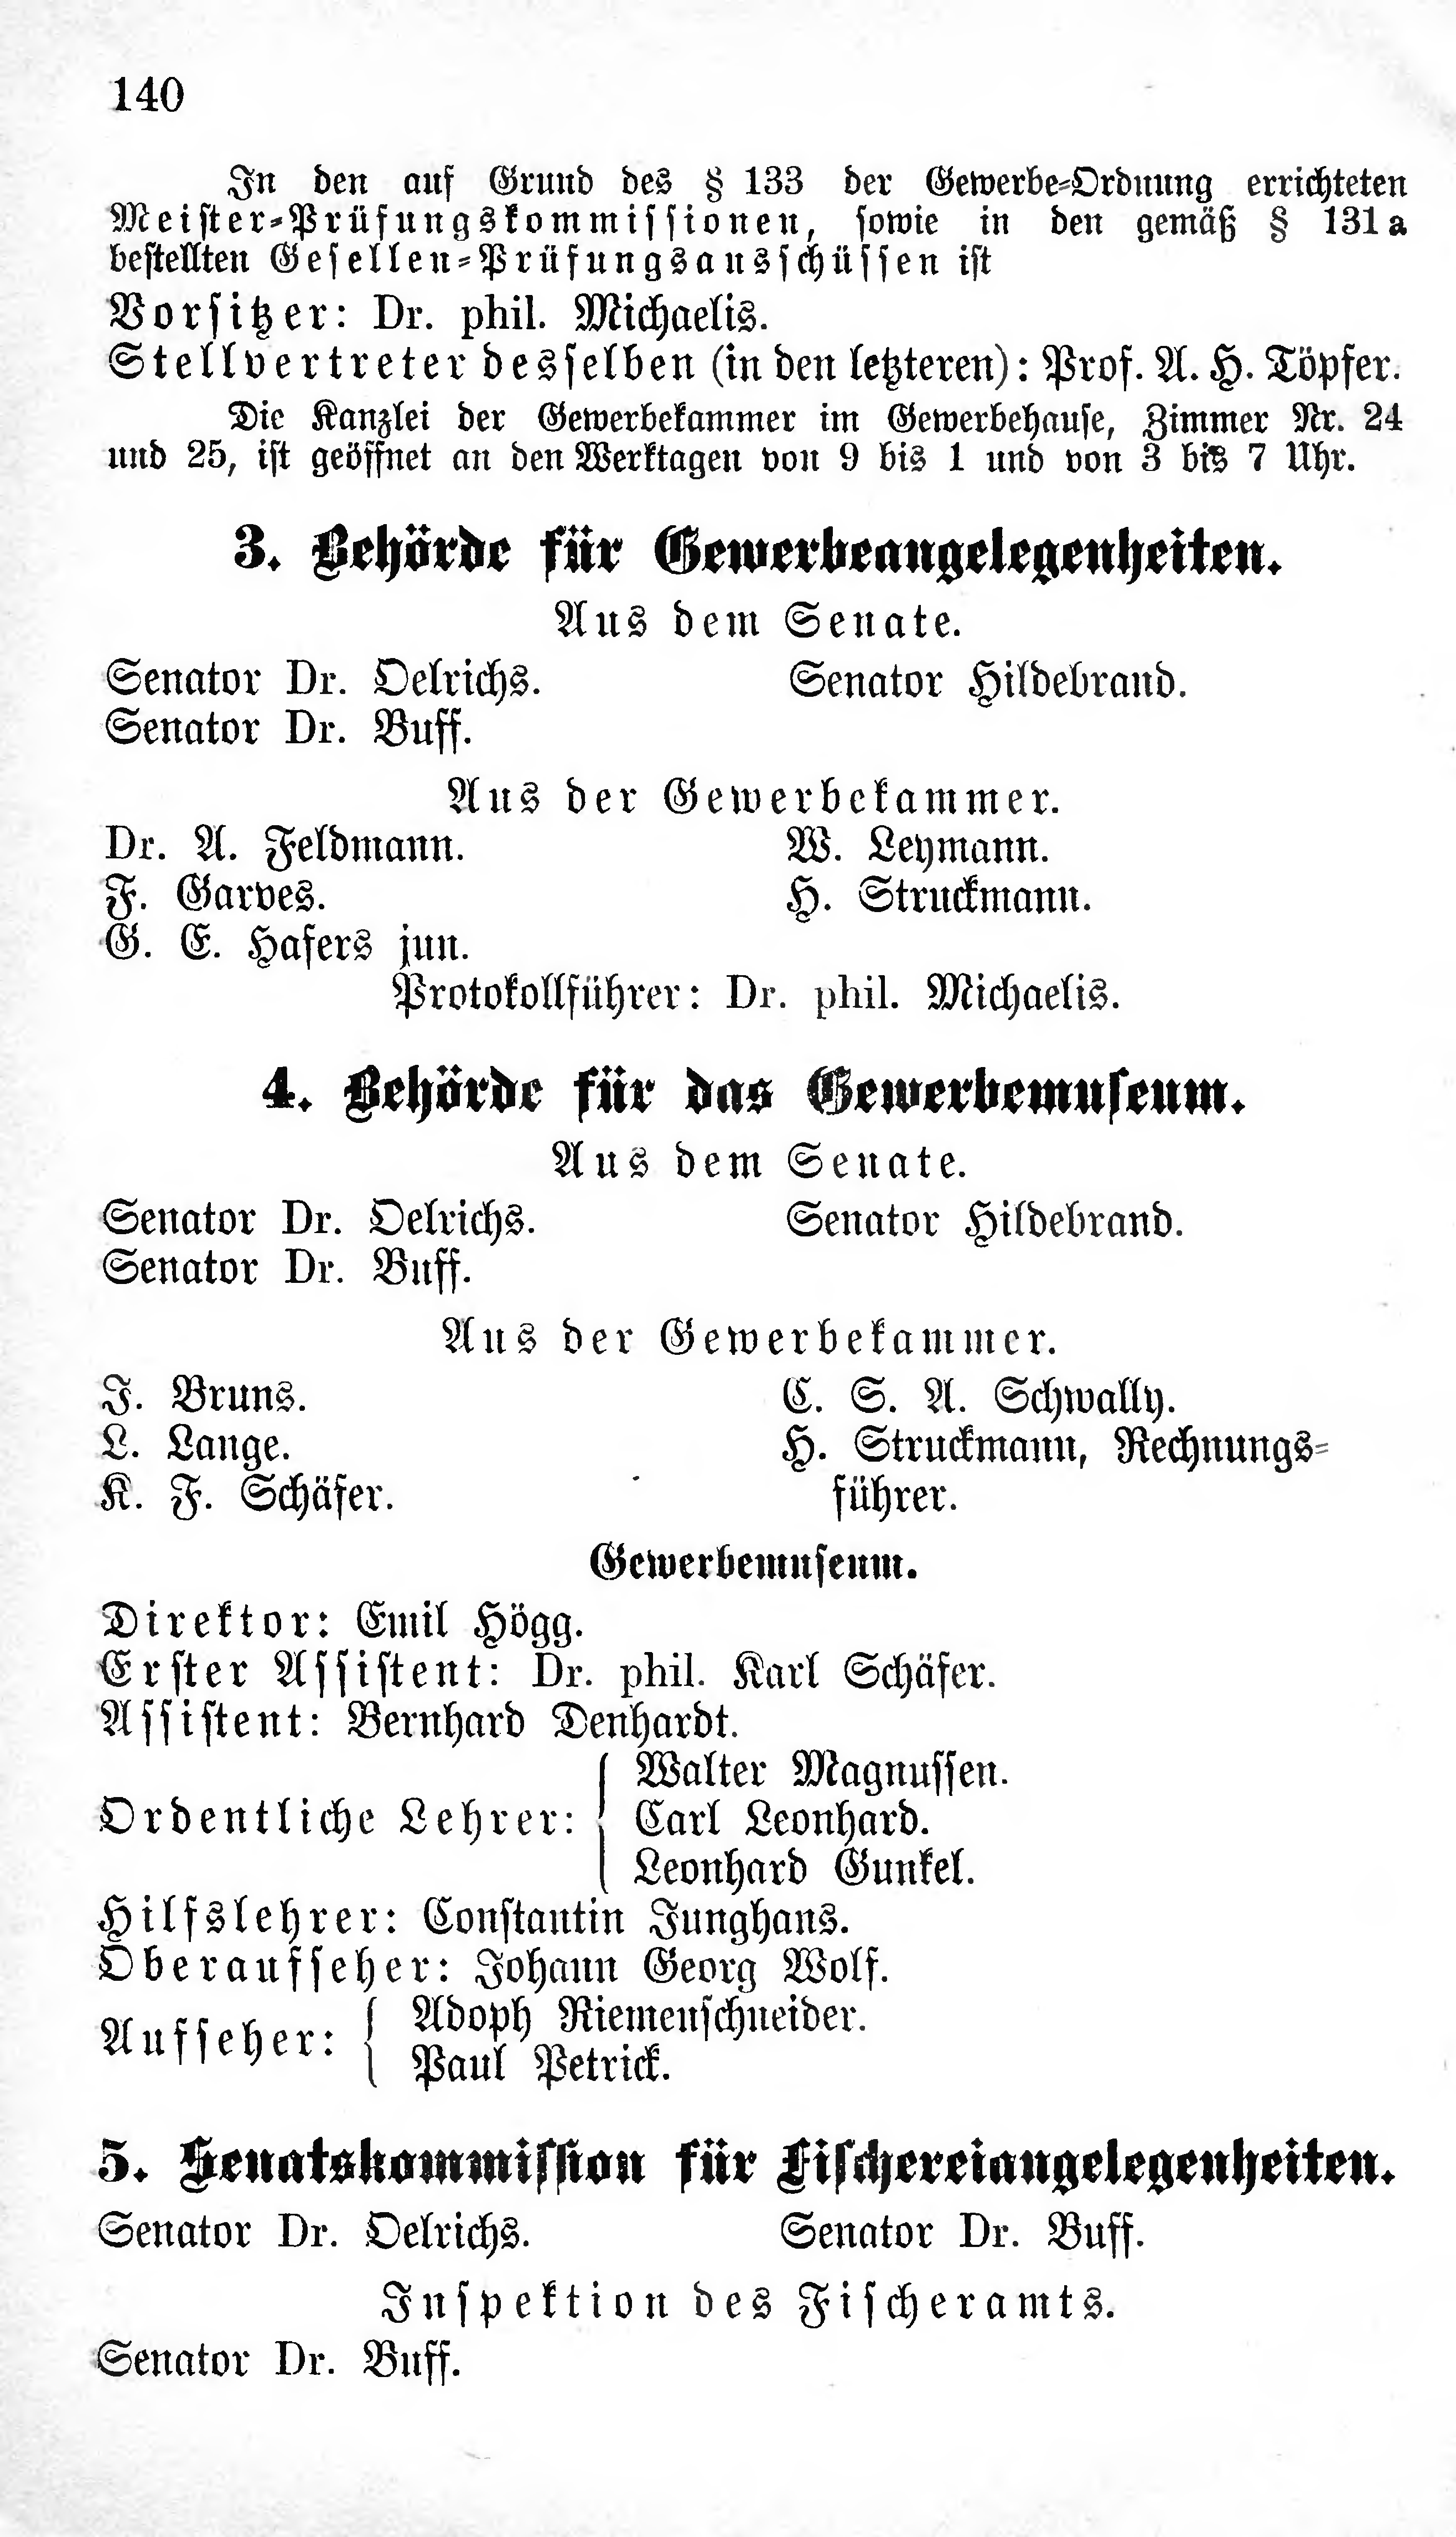 140
In den auf Grund des § 133 der Gewerbe-Ordnung errichteten
Meister-Prüfungskommissionen, sowie in den gemäß § 131a
bestellten Gesellen-Prüfungsausschüssen ist
Vorsitzer: Dr. phil. Michaelis.
Stellvertreter desselben (in den letzteren): Prof. A. H. Töpfer.
Die Kanzlei der Gewerbekammer im Gewerbehause, Zimmer Nr. 24
und 25, ist geöffnet an den Werktagen von 9 bis 1 und von 3 bis 7 Uhr.
3. Behörde für Gewerbeangelegenheiten.
Aus dem Senate.
Senator Dr. Oelrichs. Senator Hildebrand.
Senator Dr. Buff.
Aus der Gewerbekammer.
Dr. A. Feldmann. W. Leymann.
F. Garves. H. Struckmann.
G. E. Hafers jun.
Protokollführer: Dr. phil. Michaelis.
4. Behörde für das Gewerbemuseum.
Aus dem Senate.
Senator Dr. Oelrichs. Senator Hildebrand.
Senator Dr. Buff.
Aus der Gewerbekammer.
J. Bruns. C. S. A. Schwally.
L. Lange. H. Struckmann, Rechnungs-
K. F. Schäfer. führer.
Gewerbemuseum.
Direktor: Emil Högg.
Erster Assistent: Dr. phil. Karl Schäfer.
Assistent: Bernhard Denhardt.
Walter Magnussen.
Ordentliche Lehrer: Carl Leonhard.
Leonhard Gunkel.
Hilfslehrer: Constantin Junghans.
Oberaufseher: Johann Georg Wolf.
Aufseher: Adoph Riemenschneider.
Paul Petrick.
5. Senatskommission für Fischereiangelegenheiten.
Senator Dr. Oelrichs. Senator Dr. Buff.
Inspektion des Fischeramts.
Senator Dr. Buff.